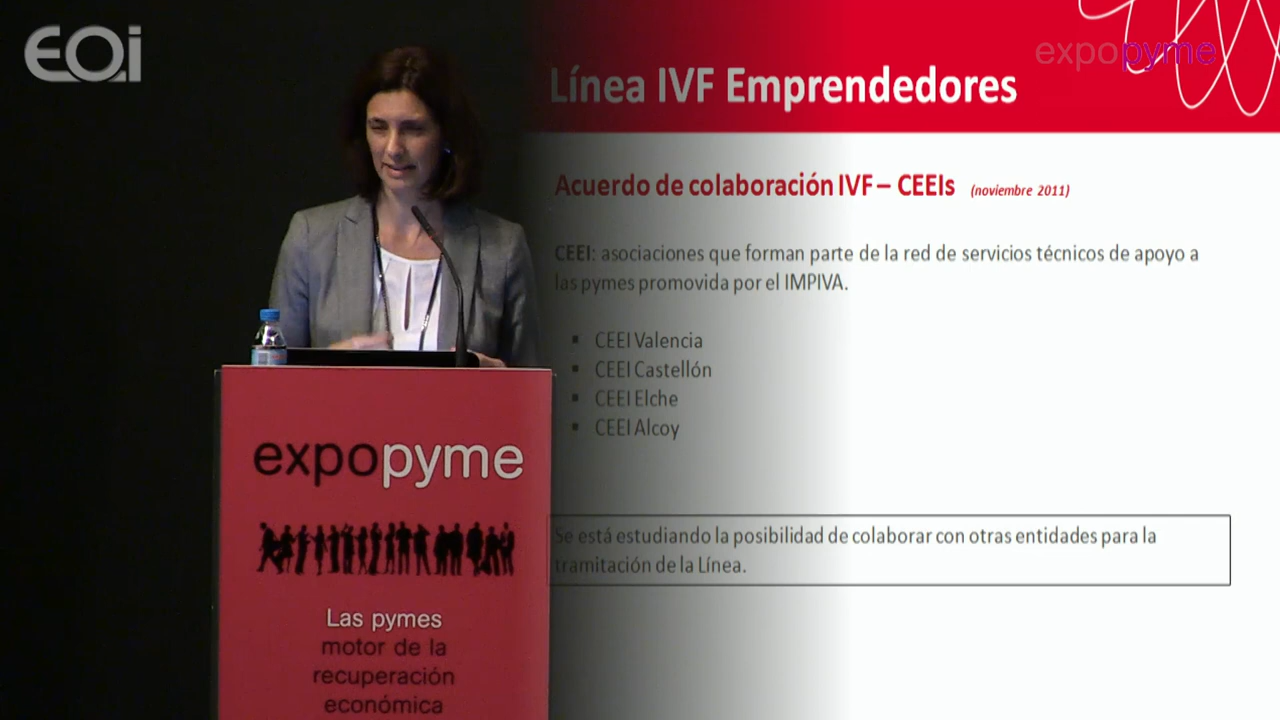 EOi
expopyme
Línea IVF Emprendedores
Acuerdo de colaboración IVF – CEEIs (noviembre 2011)
CEEI: asociaciones que forman parte de la red de servicios técnicos de apoyo a
las pymes promovida por el IMPIVA.
▪ CEEI Valencia
▪ CEEI Castellón
▪ CEEI Elche
▪ CEEI Alcoy
Se está estudiando la posibilidad de colaborar con otras entidades para la
tramitación de la Línea.
expopyme
Las pymes
motor de la
recuperación
económica